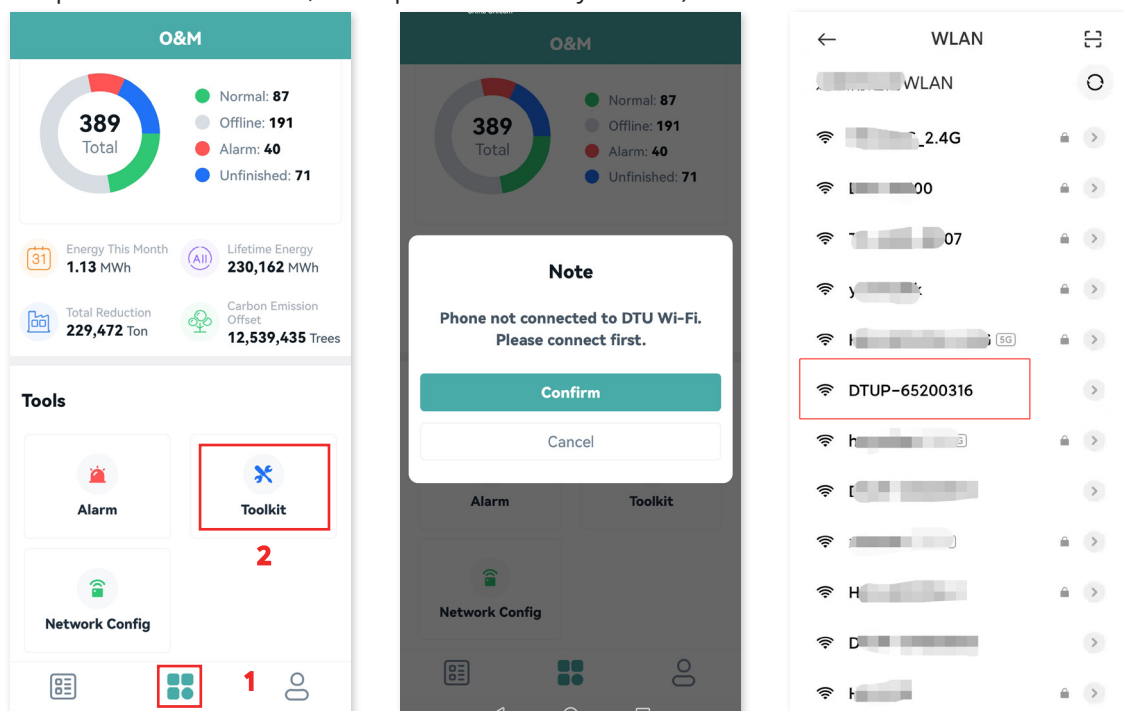 O&M
389
Total
Normal: 87
Offline: 191
Alarm: 40
Unfinished: 71
31
Energy This Month
1.13 MWh
All
Lifetime Energy
230,162 MWh
Total Reduction
229,472 Ton
Carbon Emission
Offset
12,539,435 Trees
Tools
Alarm
Toolkit
2
Network Config
1
O&M
389
Total
Normal: 87
Offline: 191
Alarm: 40
Unfinished: 71
Note
Phone not connected to DTU Wi-Fi.
Please connect first.
Confirm
Cancel
Alarm
Toolkit
Network Config
WLAN
WLAN
_2.4G
00
07
5G
DTUP-65200316